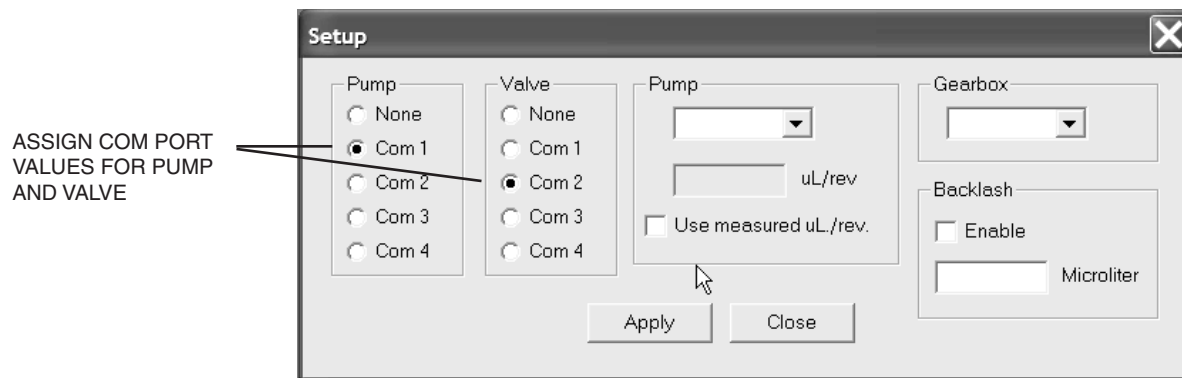 Setup
Pump
None
Com 1
Com 2
Com 3
Com 4
Valve
None
Com 1
Com 2
Com 3
Com 4
Pump
uL/rev
Use measured uL./rev.
Gearbox
Backlash
Enable
Microliter
Apply
Close
ASSIGN COM PORT
VALUES FOR PUMP
AND VALVE